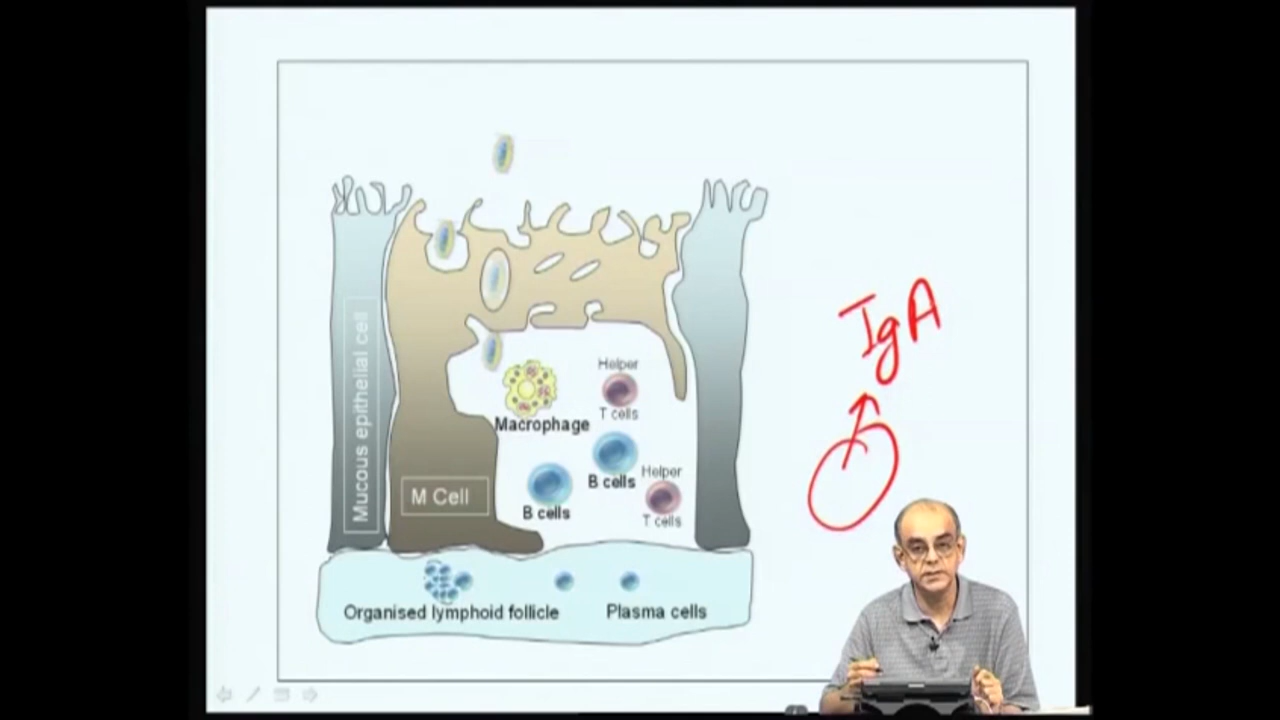 Mucous epithelial cell
M Cell
Macrophage
Helper
T cells
B cells
B cells
Helper
T cells
Organised lymphoid follicle
Plasma cells
IgA